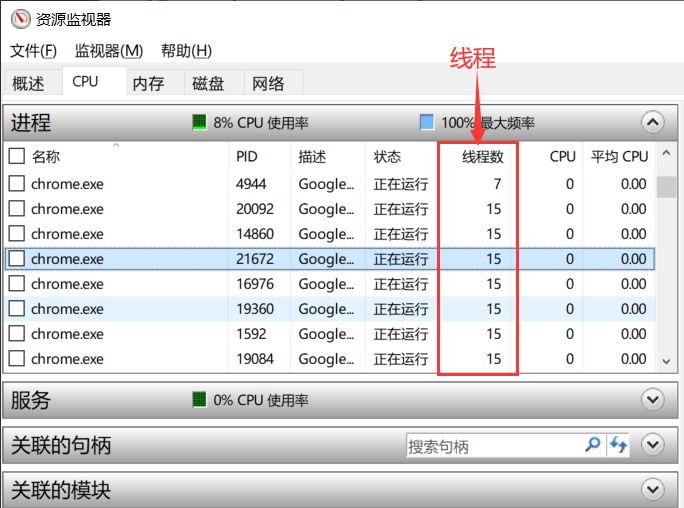 资源监视器
文件(F) 监视器(M) 帮助(H)
线程
概述 CPU 内存 磁盘 网络
进程 8% CPU 使用率 100% 最大频率
名称 PID 描述 状态 线程数 CPU 平均 CPU
chrome.exe 4944 Google... 正在运行 7 0 0.00
chrome.exe 20092 Google... 正在运行 15 0 0.00
chrome.exe 14860 Google... 正在运行 15 0 0.00
chrome.exe 21672 Google... 正在运行 15 0 0.00
chrome.exe 16976 Google... 正在运行 15 0 0.00
chrome.exe 19360 Google... 正在运行 15 0 0.00
chrome.exe 1592 Google... 正在运行 15 0 0.00
chrome.exe 19084 Google... 正在运行 15 0 0.00
服务 0% CPU 使用率
关联的句柄 搜索句柄
关联的模块